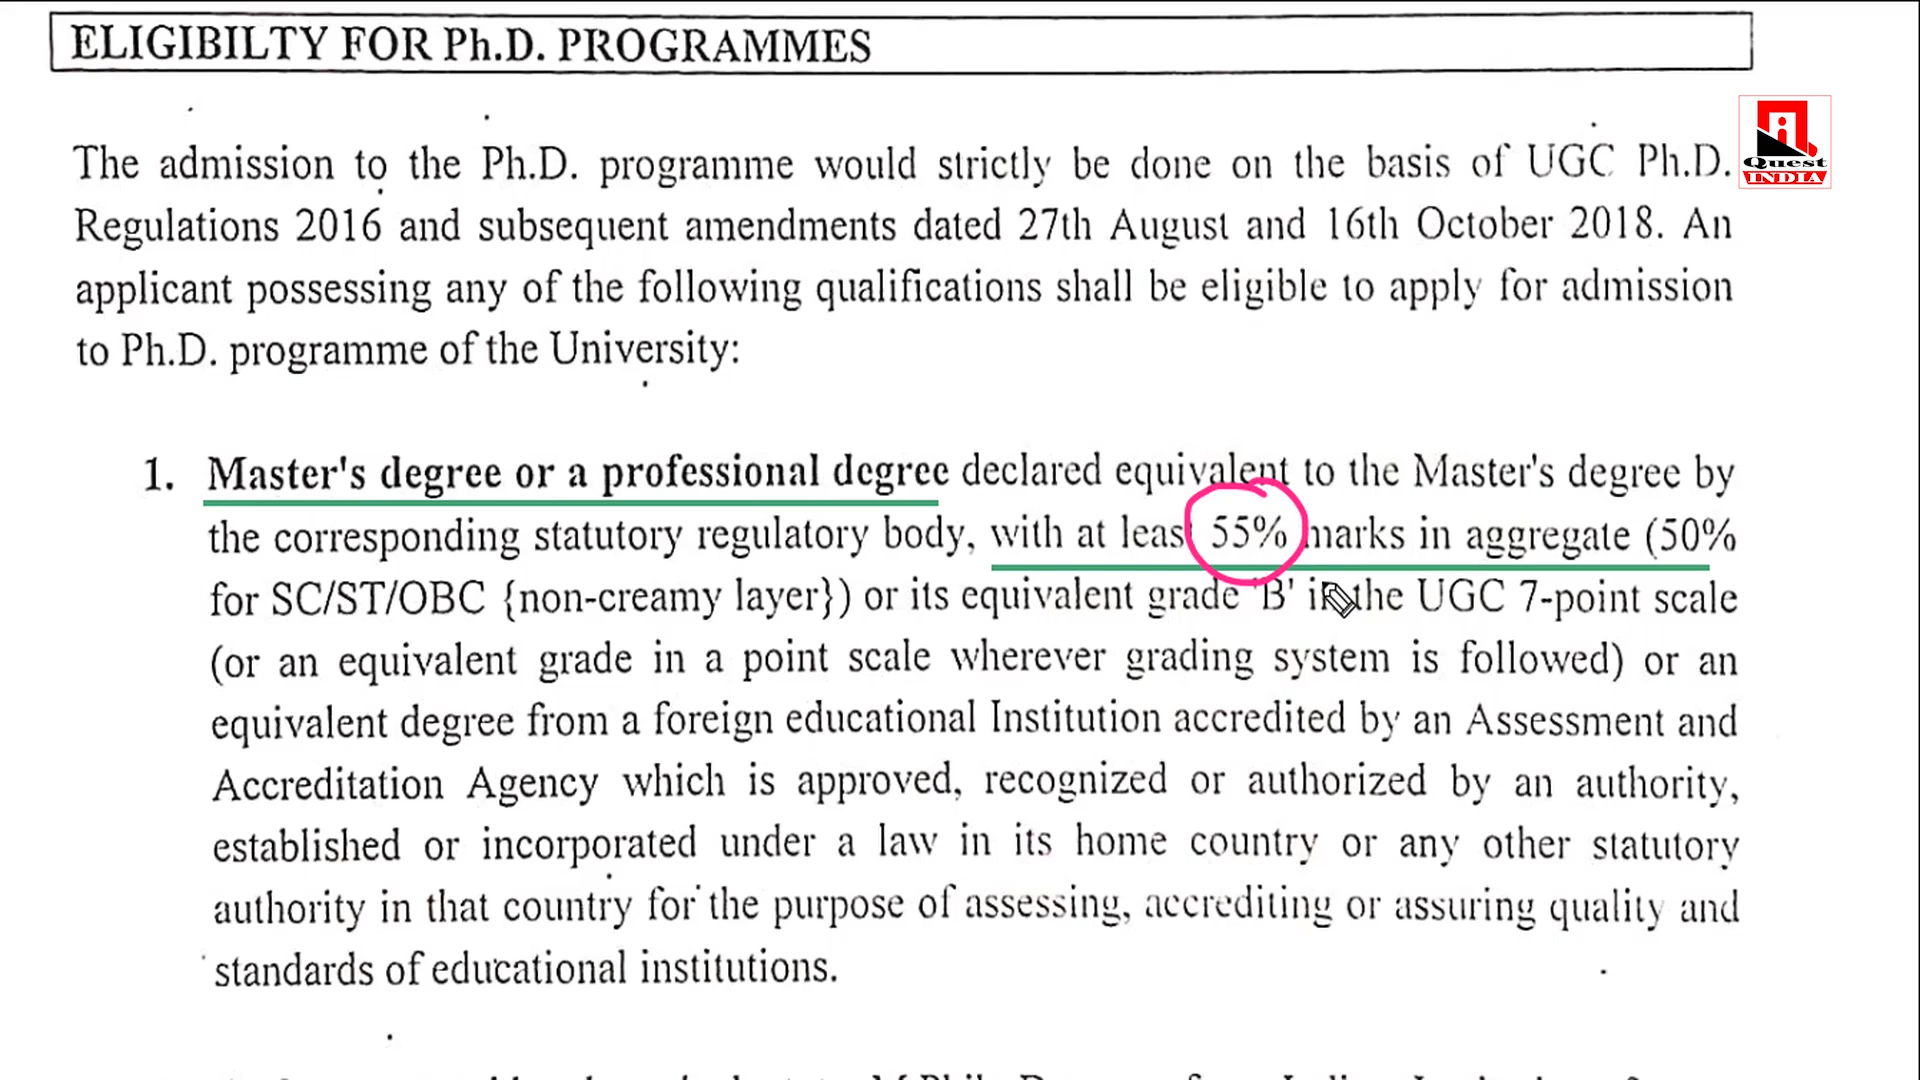 ELIGIBILTY FOR Ph.D. PROGRAMMES
Quest
INDIA
The admission to the Ph.D. programme would strictly be done on the basis of UGC Ph.D.
Regulations 2016 and subsequent amendments dated 27th August and 16th October 2018. An
applicant possessing any of the following qualifications shall be eligible to apply for admission
to Ph.D. programme of the University:
1. Master's degree or a professional degree declared equivalent to the Master's degree by
the corresponding statutory regulatory body, with at least 55% marks in aggregate (50%
for SC/ST/OBC {non-creamy layer}) or its equivalent grade 'B' in the UGC 7-point scale
(or an equivalent grade in a point scale wherever grading system is followed) or an
equivalent degree from a foreign educational Institution accredited by an Assessment and
Accreditation Agency which is approved, recognized or authorized by an authority,
established or incorporated under a law in its home country or any other statutory
authority in that country for the purpose of assessing, accrediting or assuring quality and
standards of educational institutions.